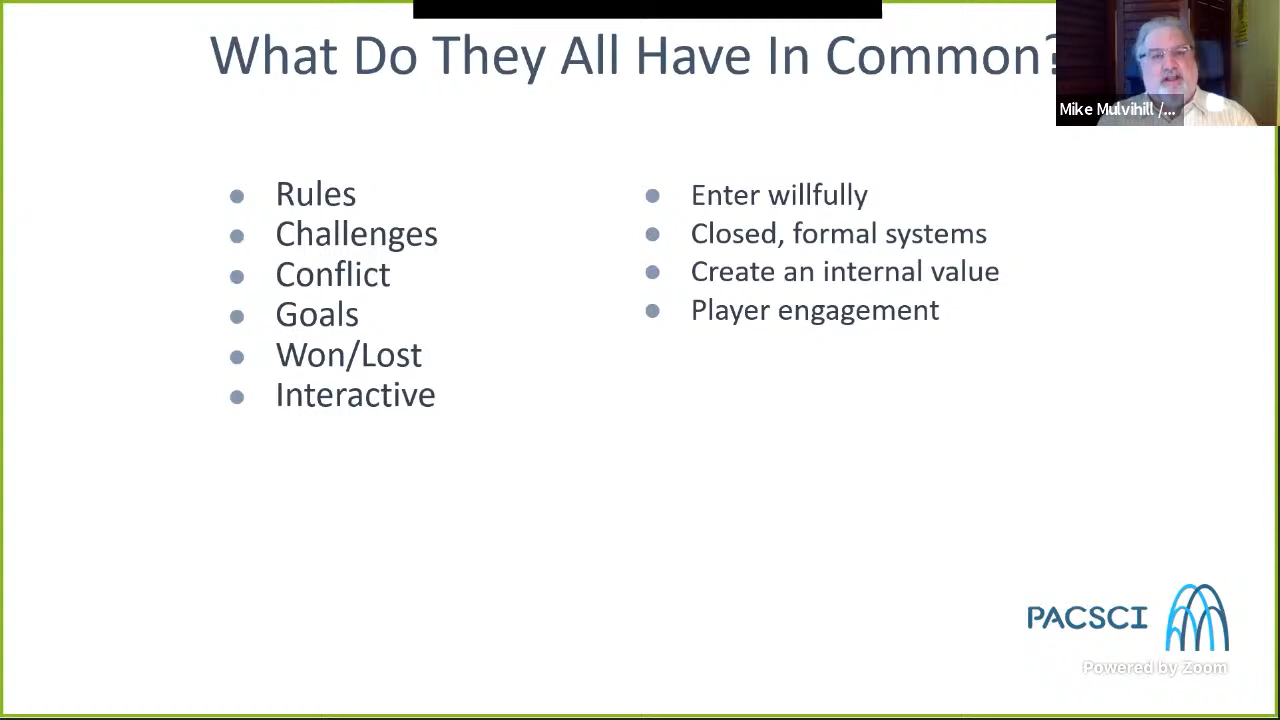 What Do They All Have In Common?
Mike Mulvihill /...
Rules
Challenges
Conflict
Goals
Won/Lost
Interactive
Enter willfully
Closed, formal systems
Create an internal value
Player engagement
PACSCI
Powered by Zoom